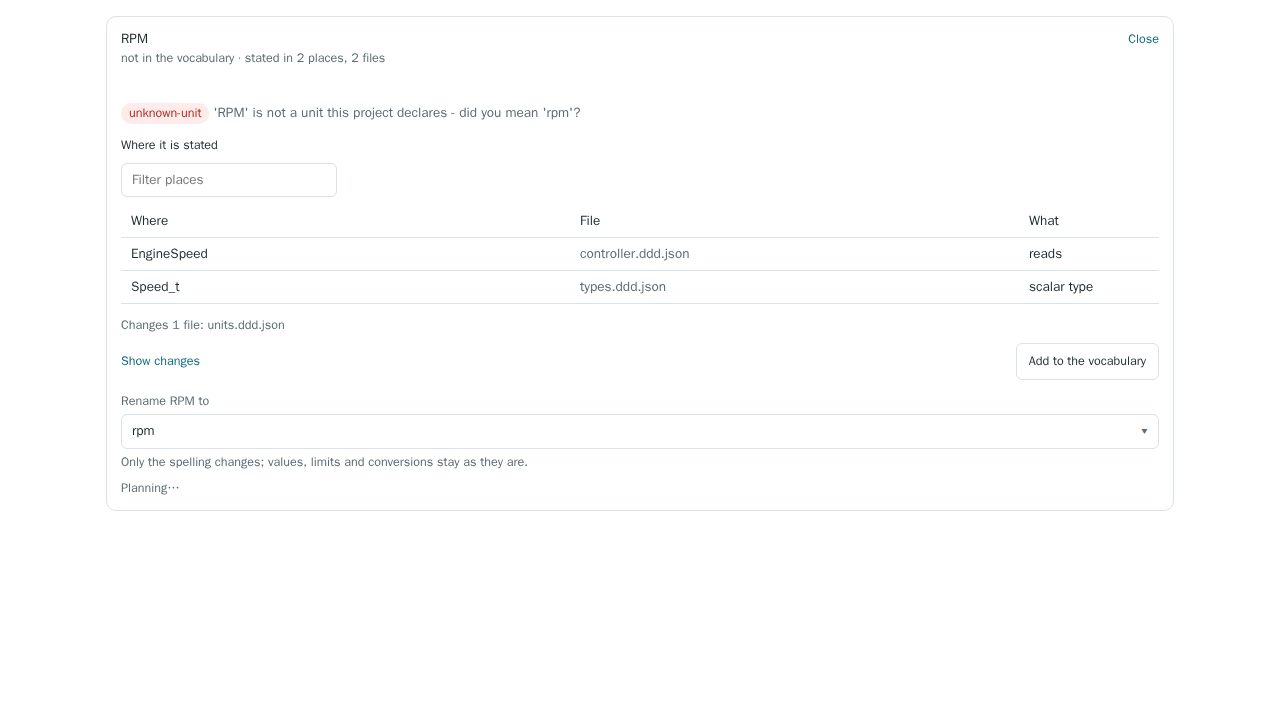 RPM
Close
not in the vocabulary · stated in 2 places, 2 files
unknown-unit 'RPM' is not a unit this project declares - did you mean 'rpm'?
Where it is stated
Filter places
Where File What
EngineSpeed controller.ddd.json reads
Speed_t types.ddd.json scalar type
Changes 1 file: units.ddd.json
Show changes Add to the vocabulary
Rename RPM to
rpm
Only the spelling changes; values, limits and conversions stay as they are.
Planning…